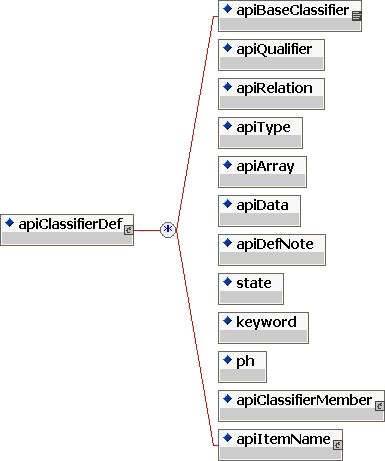 apiBaseClassifier
apiQualifier
apiRelation
apiType
apiArray
apiClassifierDef
*
apiData
apiDefNote
state
keyword
ph
apiClassifierMember
apiItemName